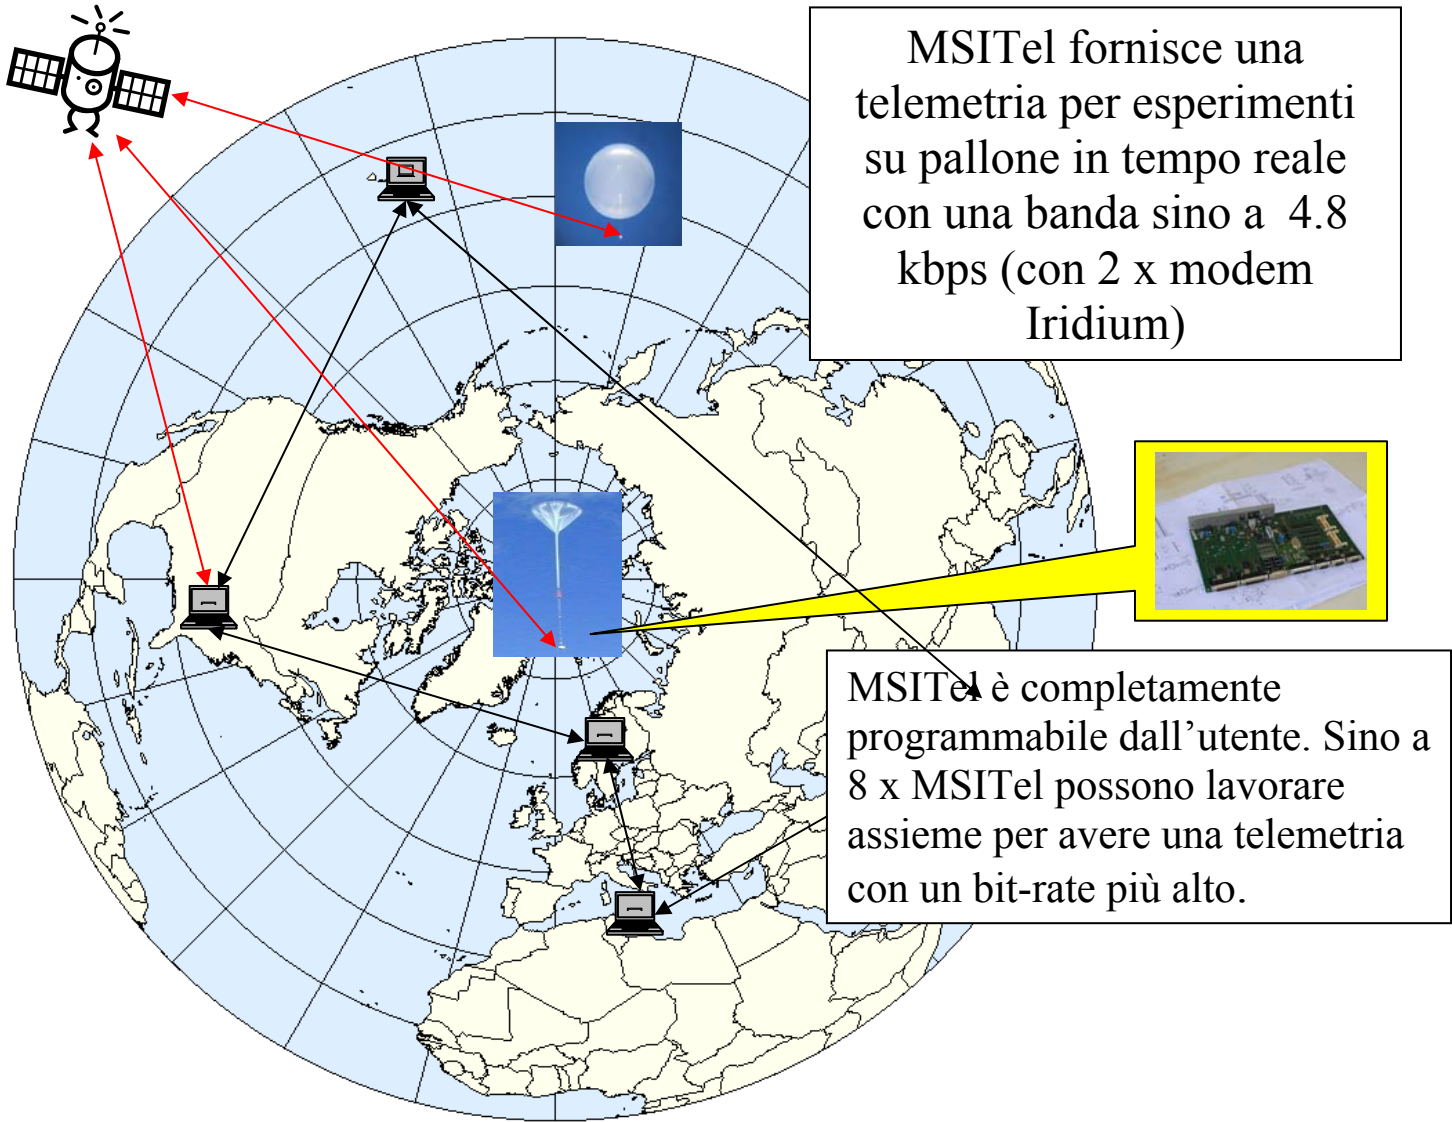 MSITel fornisce una
telemetria per esperimenti
su pallone in tempo reale
con una banda sino a 4.8
kbps (con 2 x modem
Iridium)
MSITel è completamente
programmabile dall’utente. Sino a
8 x MSITel possono lavorare
assieme per avere una telemetria
con un bit-rate più alto.